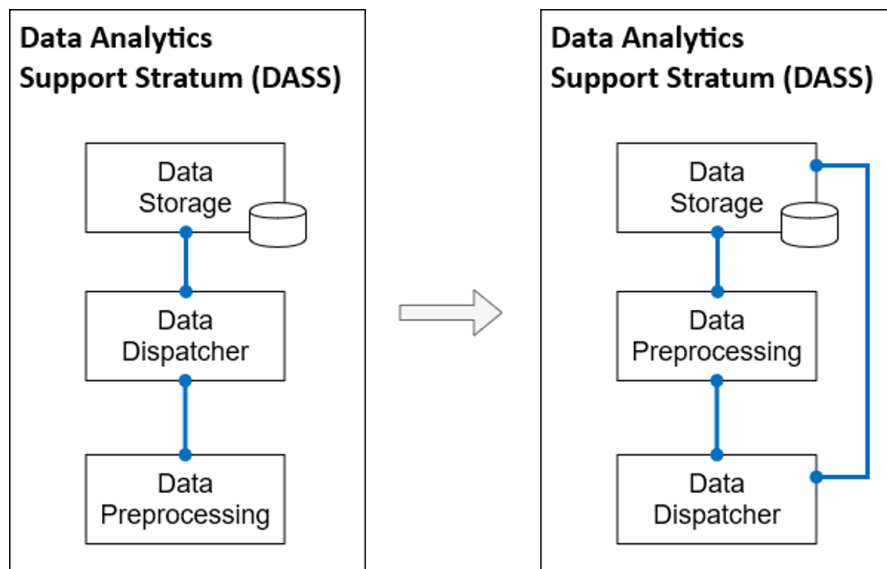 Data Analytics
Support Stratum (DASS)
Data
Storage
Data
Dispatcher
Data
Preprocessing
Data Analytics
Support Stratum (DASS)
Data
Storage
Data
Preprocessing
Data
Dispatcher